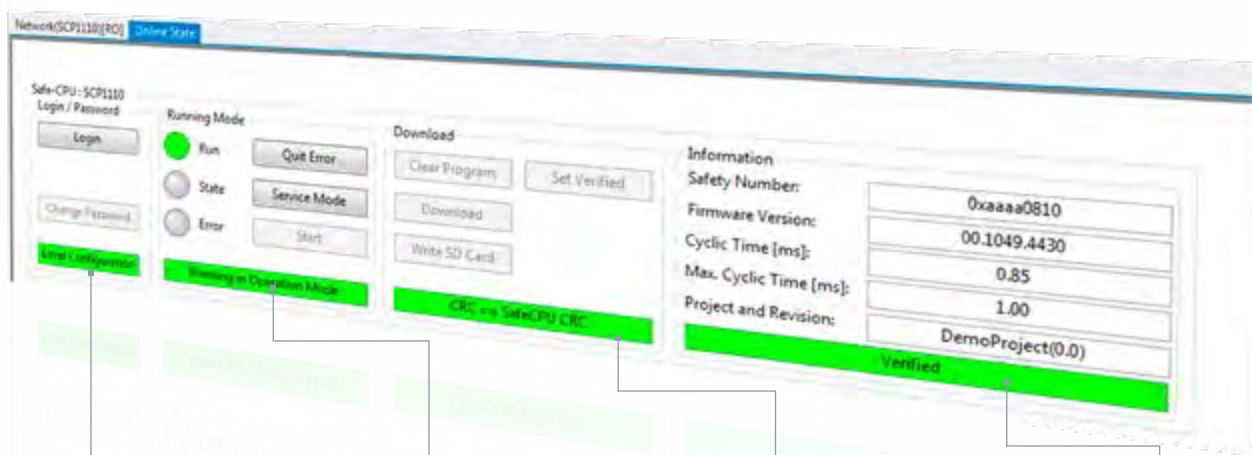 Network(SCP1110)[RO] Online State
Safe-CPU : SCP1110
Login / Password
Login
Change Password
Level Configuration
Running Mode
Run
Quit Error
State
Service Mode
Error
Start
Running in Operation Mode
Download
Clear Program
Set Verified
Download
Write SD Card
CRC == SafeCPU CRC
Information
Safety Number: 0xaaaa0810
Firmware Version: 00.1049.4430
Cyclic Time [ms]: 0.85
Max. Cyclic Time [ms]: 1.00
Project and Revision: DemoProject(0.0)
Verified